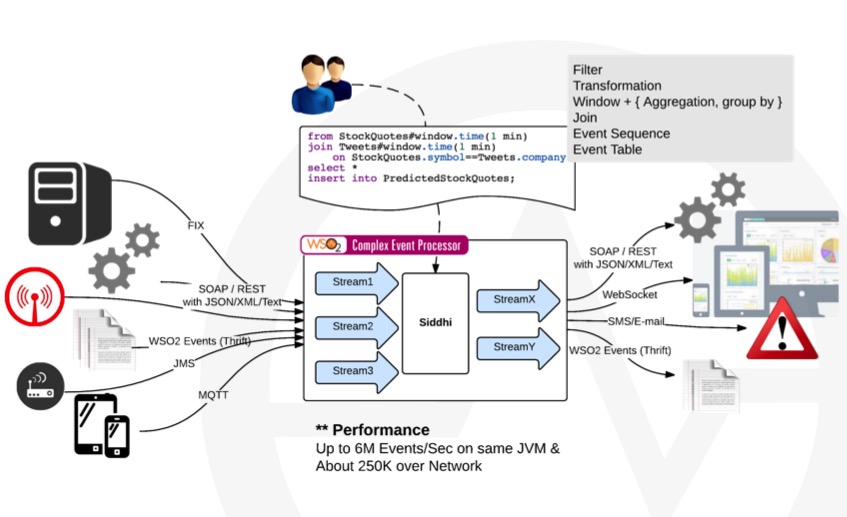 Filter
Transformation
Window + { Aggregation, group by }
Join
Event Sequence
Event Table
from StockQuotes#window.time(1 min)
join Tweets#window.time(1 min)
on StockQuotes.symbol==Tweets.company
select *
insert into PredictedStockQuotes;
FIX
SOAP / REST
with JSON/XML/Text
WSO2 Events (Thrift)
JMS
MQTT
WSO2 Complex Event Processor
Stream1
Stream2
Stream3
Siddhi
StreamX
StreamY
SOAP / REST
with JSON/XML/Text
WebSocket
SMS/E-mail
WSO2 Events (Thrift)
!
** Performance
Up to 6M Events/Sec on same JVM &
About 250K over Network